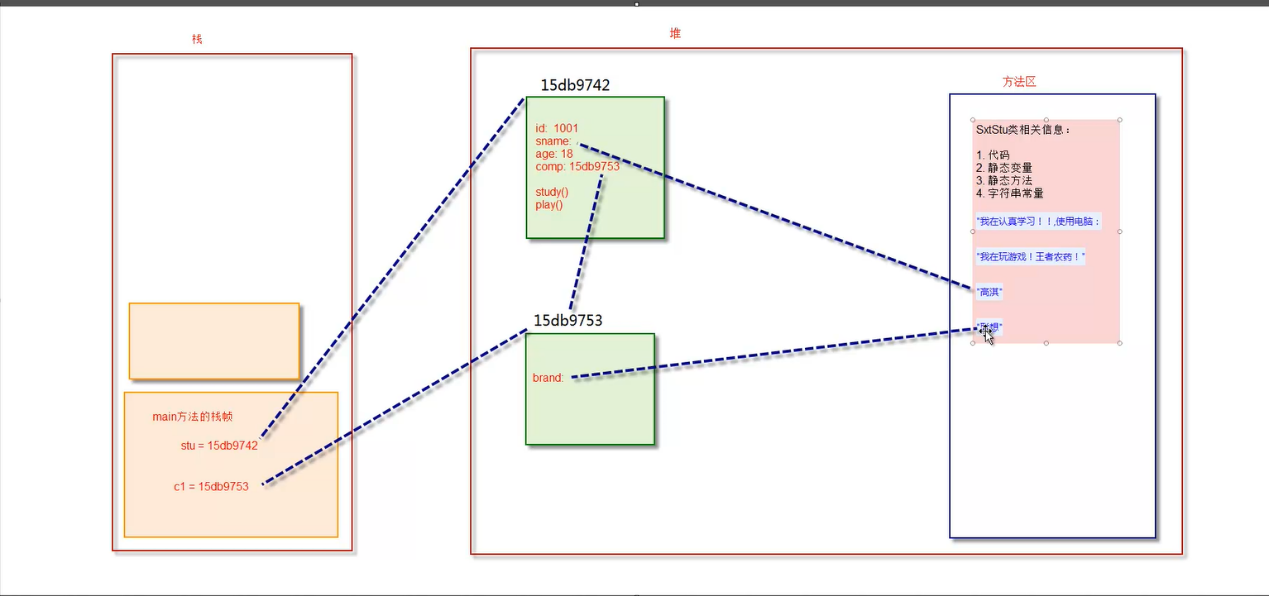 栈
堆
15db9742
id: 1001
sname:
age: 18
comp: 15db9753
study()
play()
方法区
SxtStu类相关信息：
1. 代码
2. 静态变量
3. 静态方法
4. 字符串常量
"我在认真学习！！,使用电脑：
"我在玩游戏！王者农药！"
"高淇"
15db9753
brand:
main方法的栈帧
stu = 15db9742
c1 = 15db9753